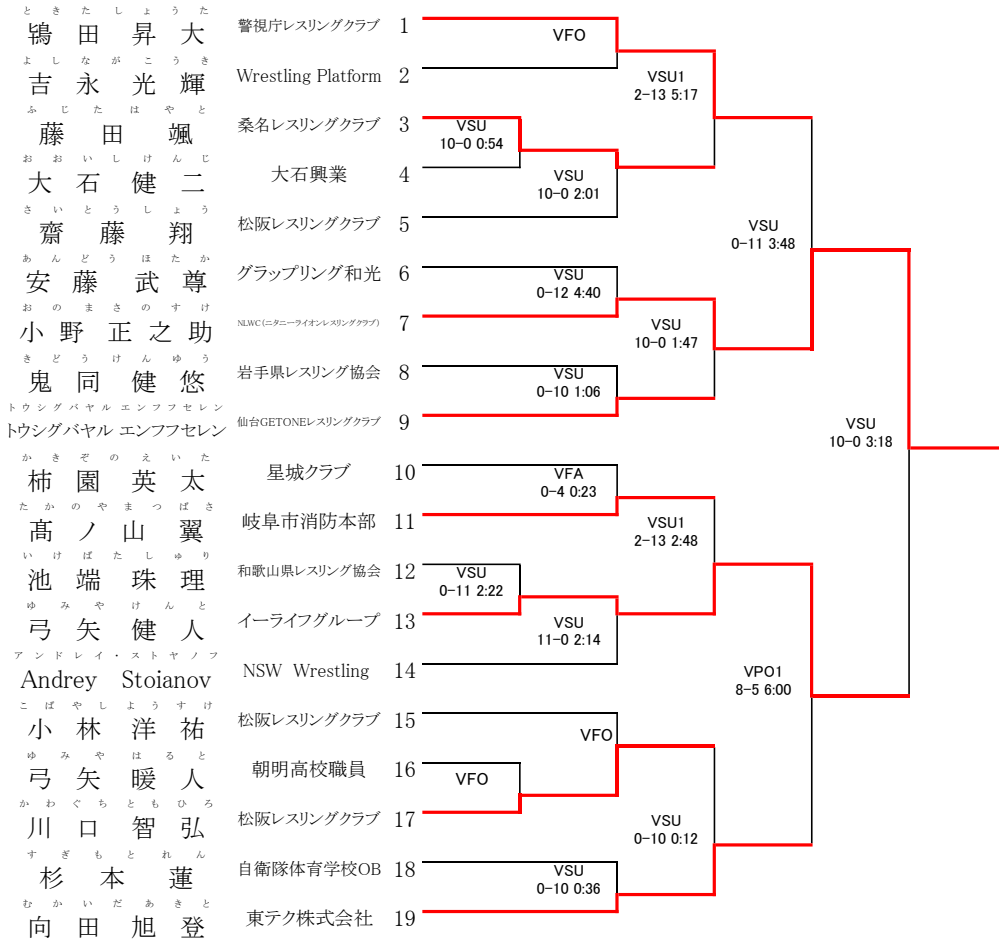 ときたしょうた
鴇田昇大 警視庁レスリングクラブ 1
よしながこうき
吉永光輝 Wrestling Platform 2
ふじたはやと
藤田颯 桑名レスリングクラブ 3
おおいしけんじ
大石健二 大石興業 4
さいとうしょう
齋藤翔 松阪レスリングクラブ 5
あんどうほたか
安藤武尊 グラップリング和光 6
おのまさのすけ
小野正之助 NLWC(ニタニーライオンレスリングクラブ) 7
きどうけんゆう
鬼同健悠 岩手県レスリング協会 8
トウシグバヤル エンフフセレン
トウシグバヤル エンフフセレン 仙台GETONEレスリングクラブ 9
かきぞのえいた
柿園英太 星城クラブ 10
たかのやまつばさ
髙ノ山翼 岐阜市消防本部 11
いけばたしゅり
池端珠理 和歌山県レスリング協会 12
ゆみやけんと
弓矢健人 イーライフグループ 13
アンドレイ・ストヤノフ
Andrey Stoianov NSW Wrestling 14
こばやしようすけ
小林洋祐 松阪レスリングクラブ 15
ゆみやはると
弓矢暖人 朝明高校職員 16
かわぐちともひろ
川口智弘 松阪レスリングクラブ 17
すぎもとれん
杉本蓮 自衛隊体育学校OB 18
むかいだあきと
向田旭登 東テク株式会社 19
VSU
10-0 0:54
VSU
0-11 2:22
VFO
VFO
VSU
10-0 2:01
VSU
0-12 4:40
VSU
0-10 1:06
VFA
0-4 0:23
VSU
11-0 2:14
VFO
VSU
0-10 0:36
VSU1
2-13 5:17
VSU
10-0 1:47
VSU1
2-13 2:48
VSU
0-10 0:12
VSU
0-11 3:48
VPO1
8-5 6:00
VSU
10-0 3:18